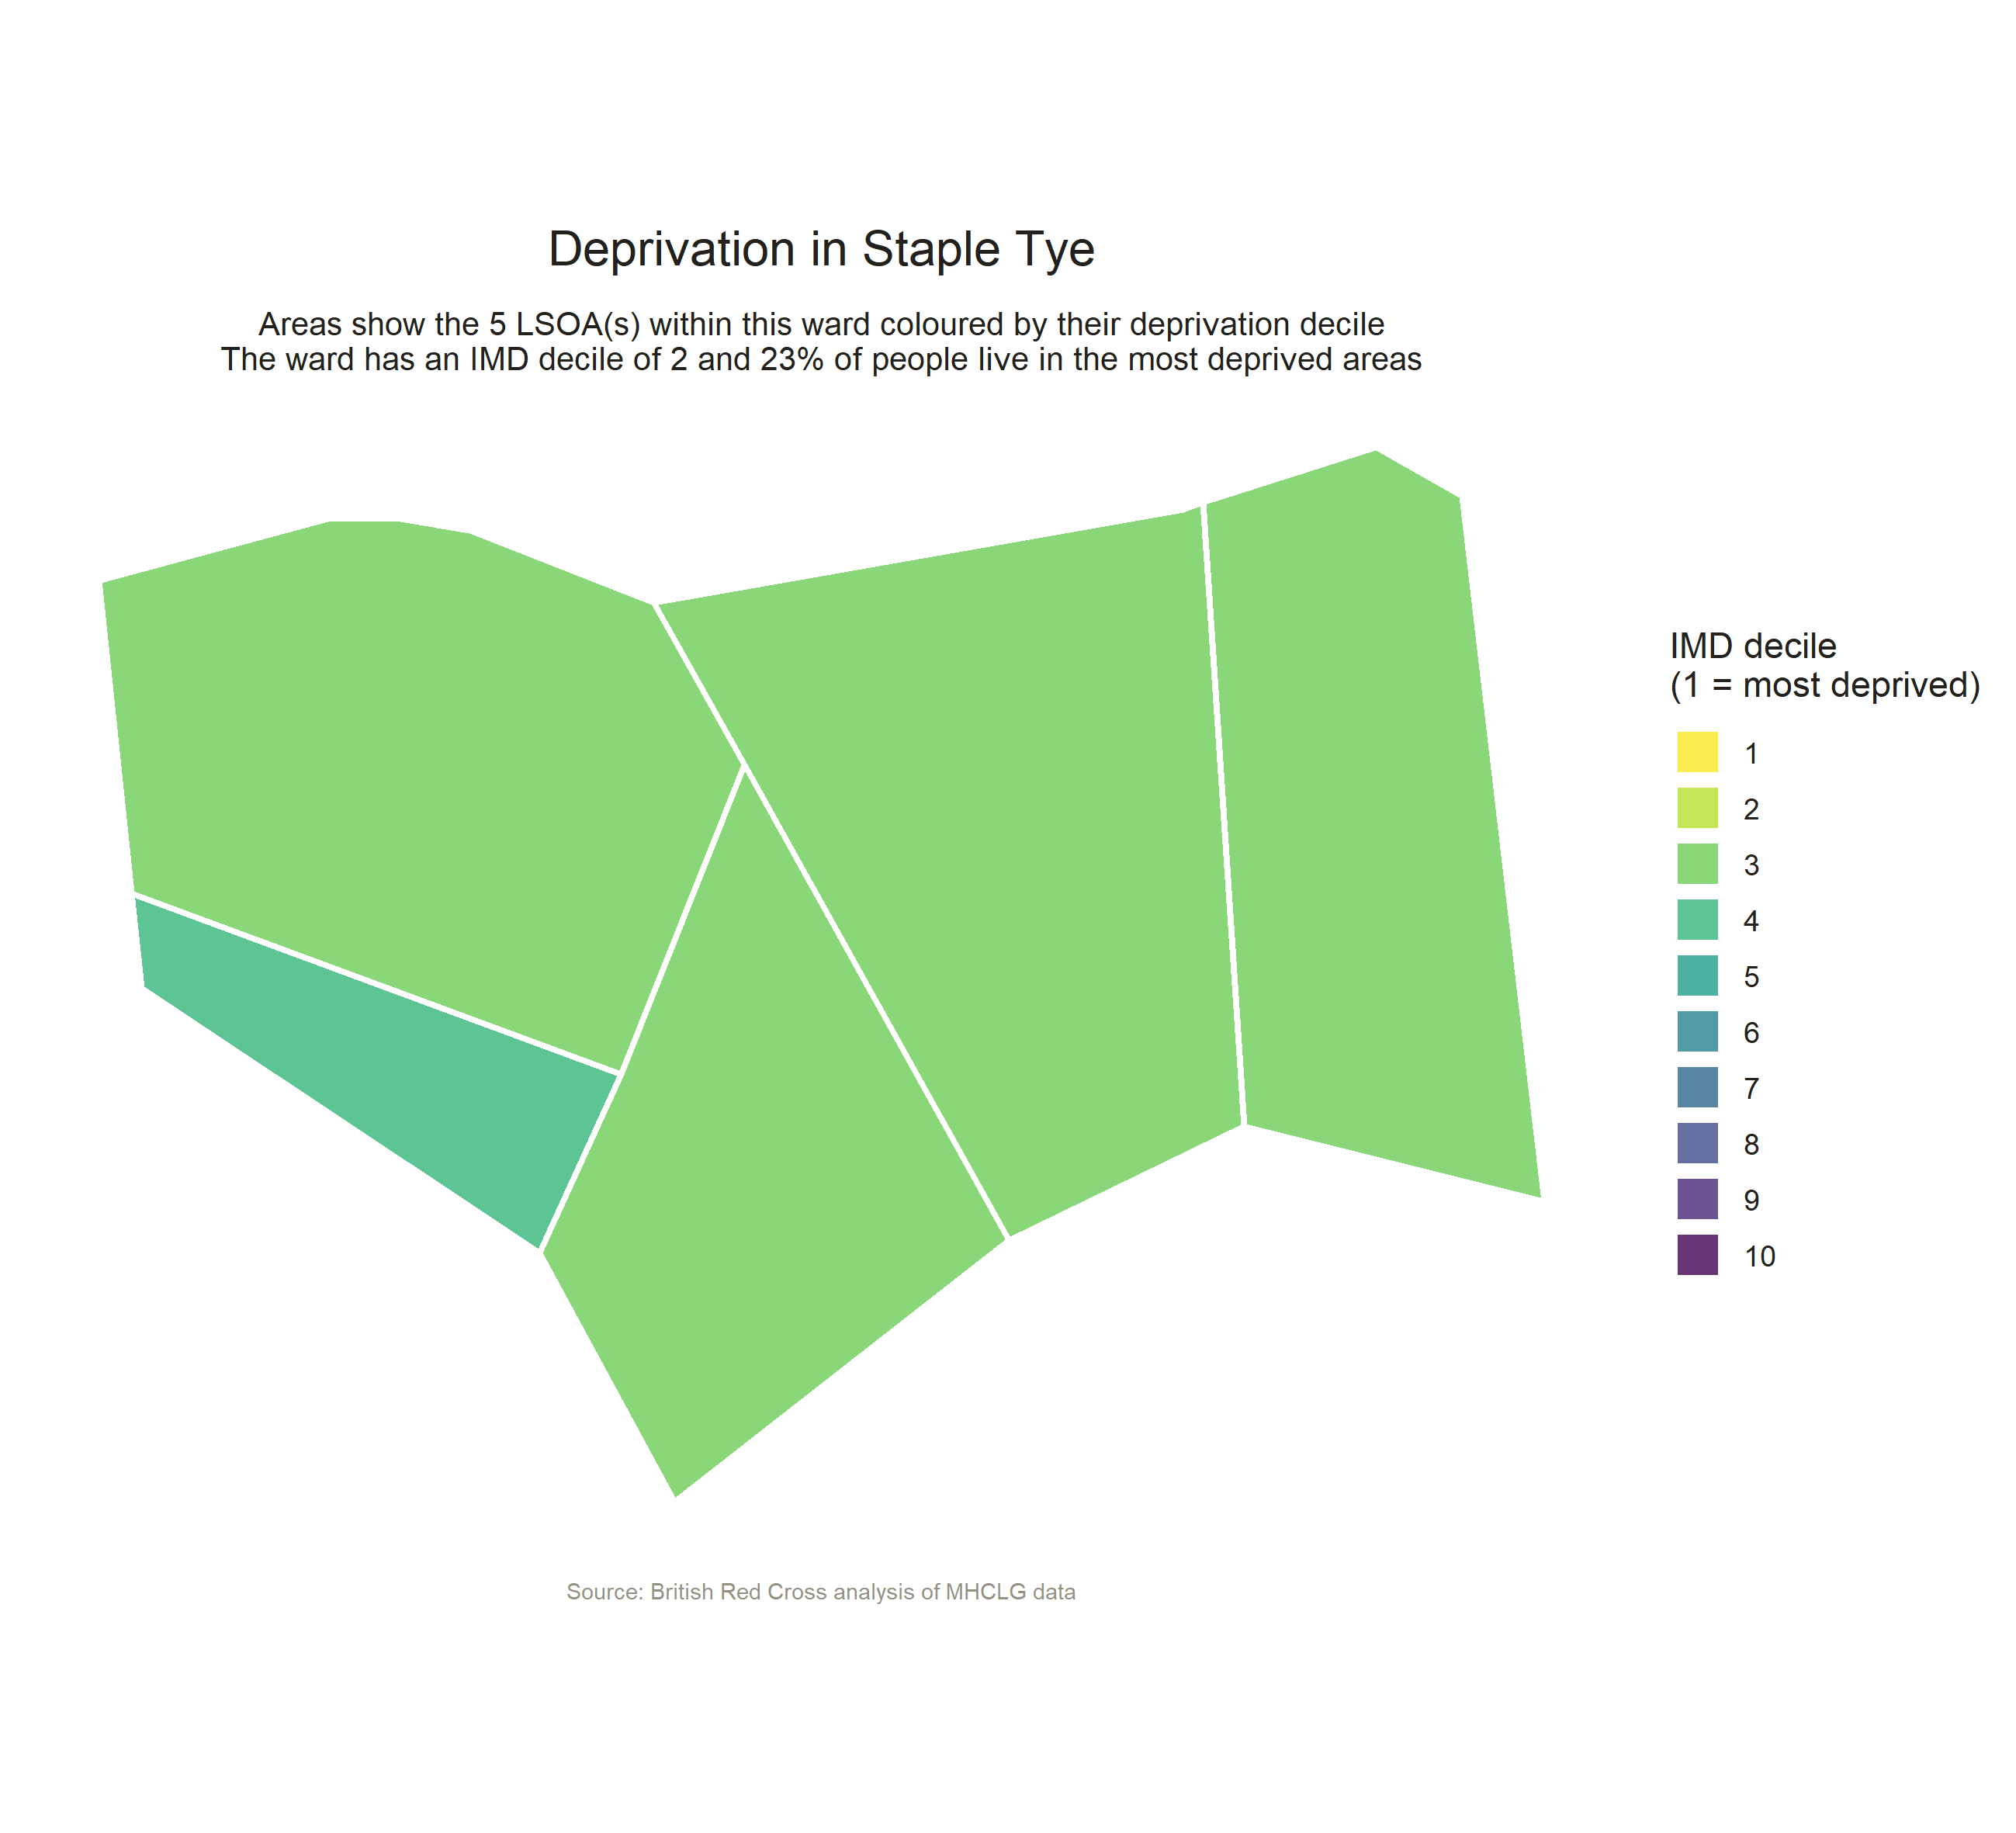 Deprivation in Staple Tye
Areas show the 5 LSOA(s) within this ward coloured by their deprivation decile
The ward has an IMD decile of 2 and 23% of people live in the most deprived areas
IMD decile
(1 = most deprived)
1
2
3
4
5
6
7
8
9
10
Source: British Red Cross analysis of MHCLG data